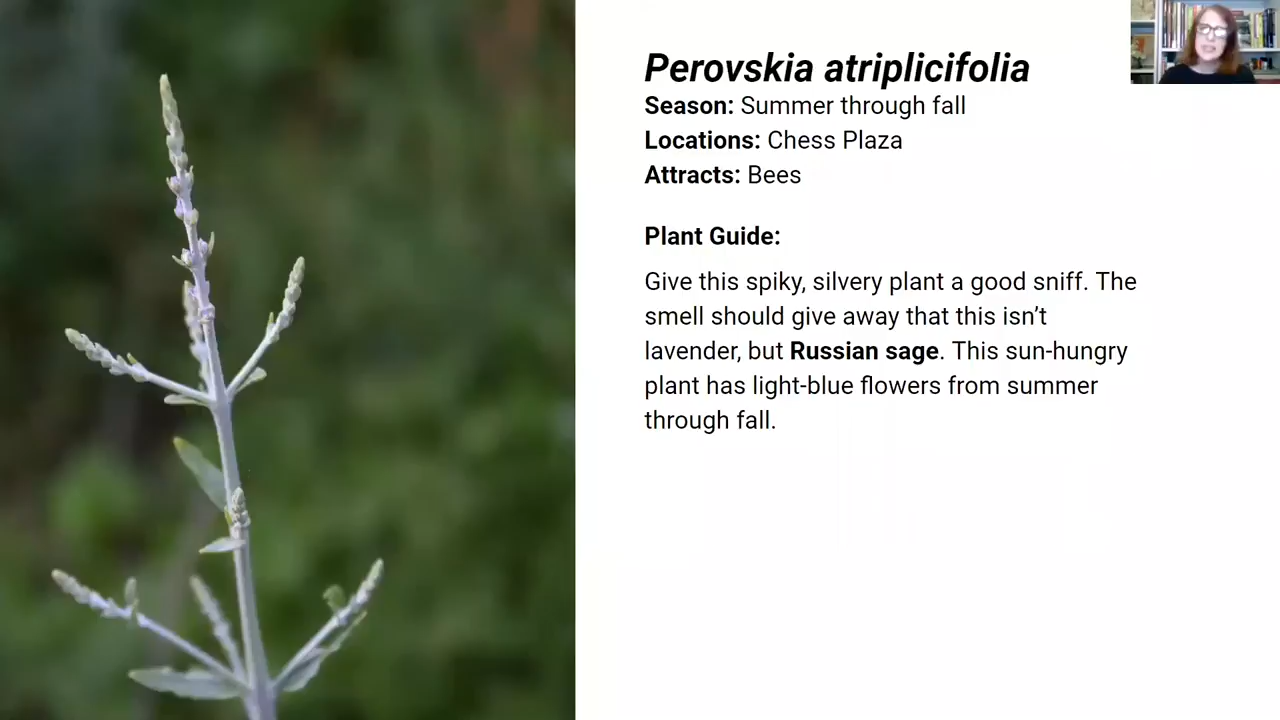 Perovskia atriplicifolia
Season: Summer through fall
Locations: Chess Plaza
Attracts: Bees
Plant Guide:
Give this spiky, silvery plant a good sniff. The
smell should give away that this isn’t
lavender, but Russian sage. This sun-hungry
plant has light-blue flowers from summer
through fall.